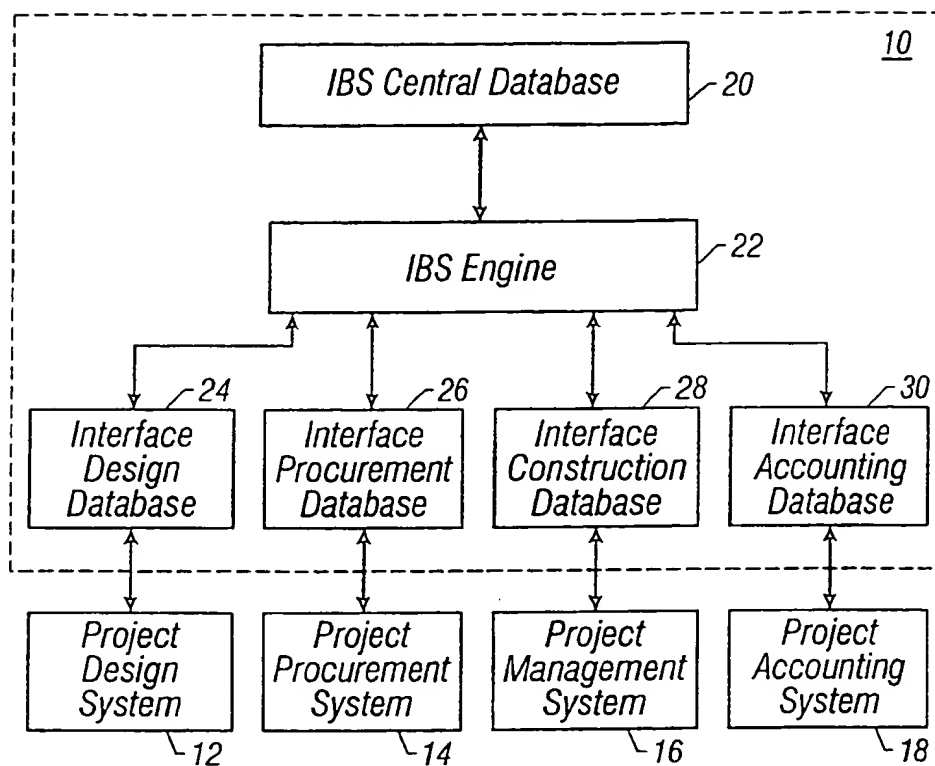 10
IBS Central Database
20
IBS Engine
22
24
26
28
30
Interface
Design
Database
Interface
Procurement
Database
Interface
Construction
Database
Interface
Accounting
Database
Project
Design
System
Project
Procurement
System
Project
Management
System
Project
Accounting
System
12
14
16
18